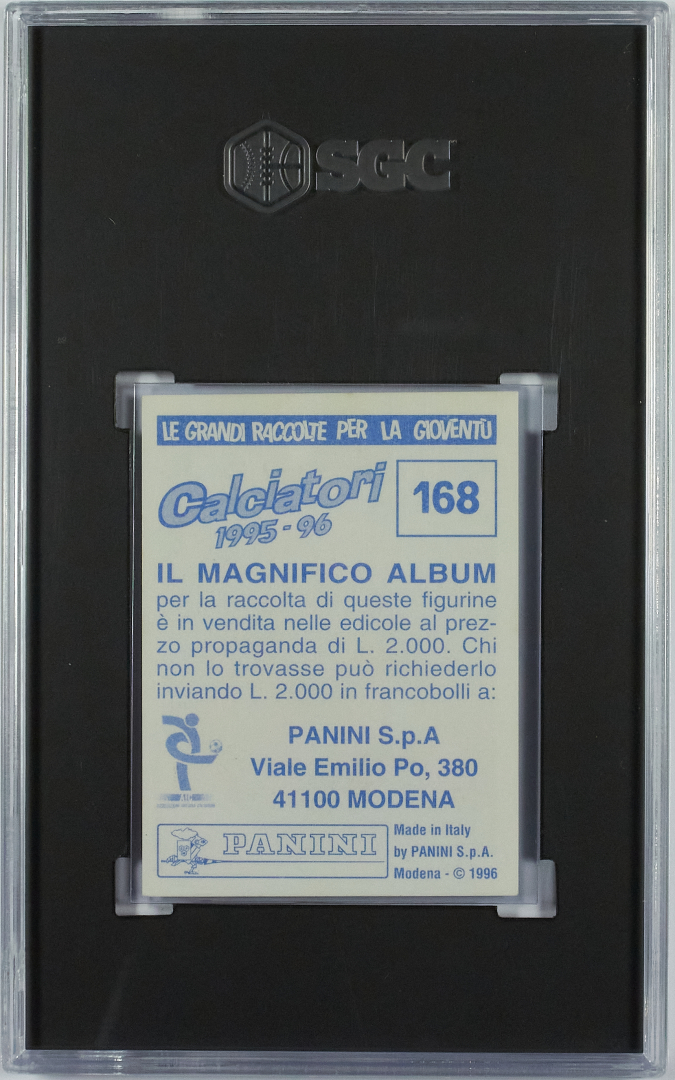 SGC
LE GRANDI RACCOLTE PER LA GIOVENTÙ
Calciatori
1995-96
168
IL MAGNIFICO ALBUM
per la raccolta di queste figurine
è in vendita nelle edicole al prez-
zo propaganda di L. 2.000. Chi
non lo trovasse può richiederlo
inviando L. 2.000 in francobolli a:
PANINI S.p.A
Viale Emilio Po, 380
41100 MODENA
AIC
PANINI
Made in Italy
by PANINI S.p.A.
Modena - © 1996